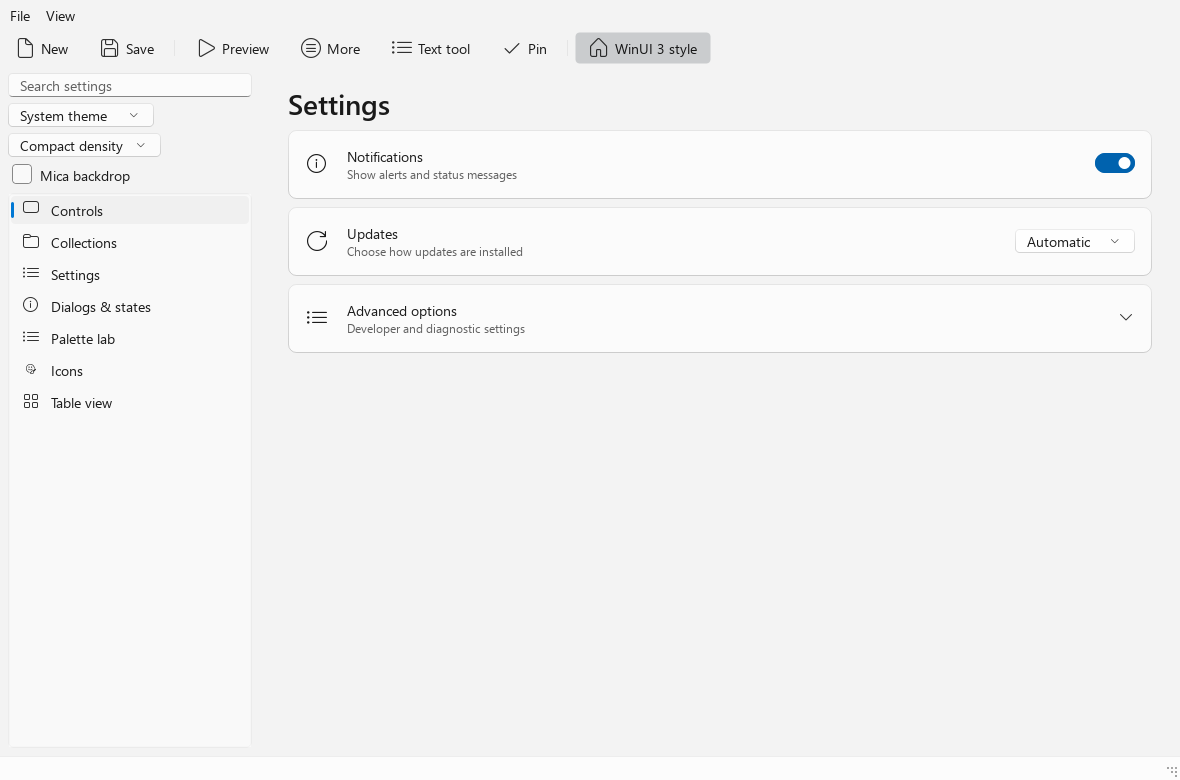 File View
New Save Preview More Text tool Pin WinUI 3 style
Search settings
System theme
Compact density
Mica backdrop
Controls
Collections
Settings
Dialogs & states
Palette lab
Icons
Table view
Settings
Notifications
Show alerts and status messages
Updates
Choose how updates are installed
Automatic
Advanced options
Developer and diagnostic settings